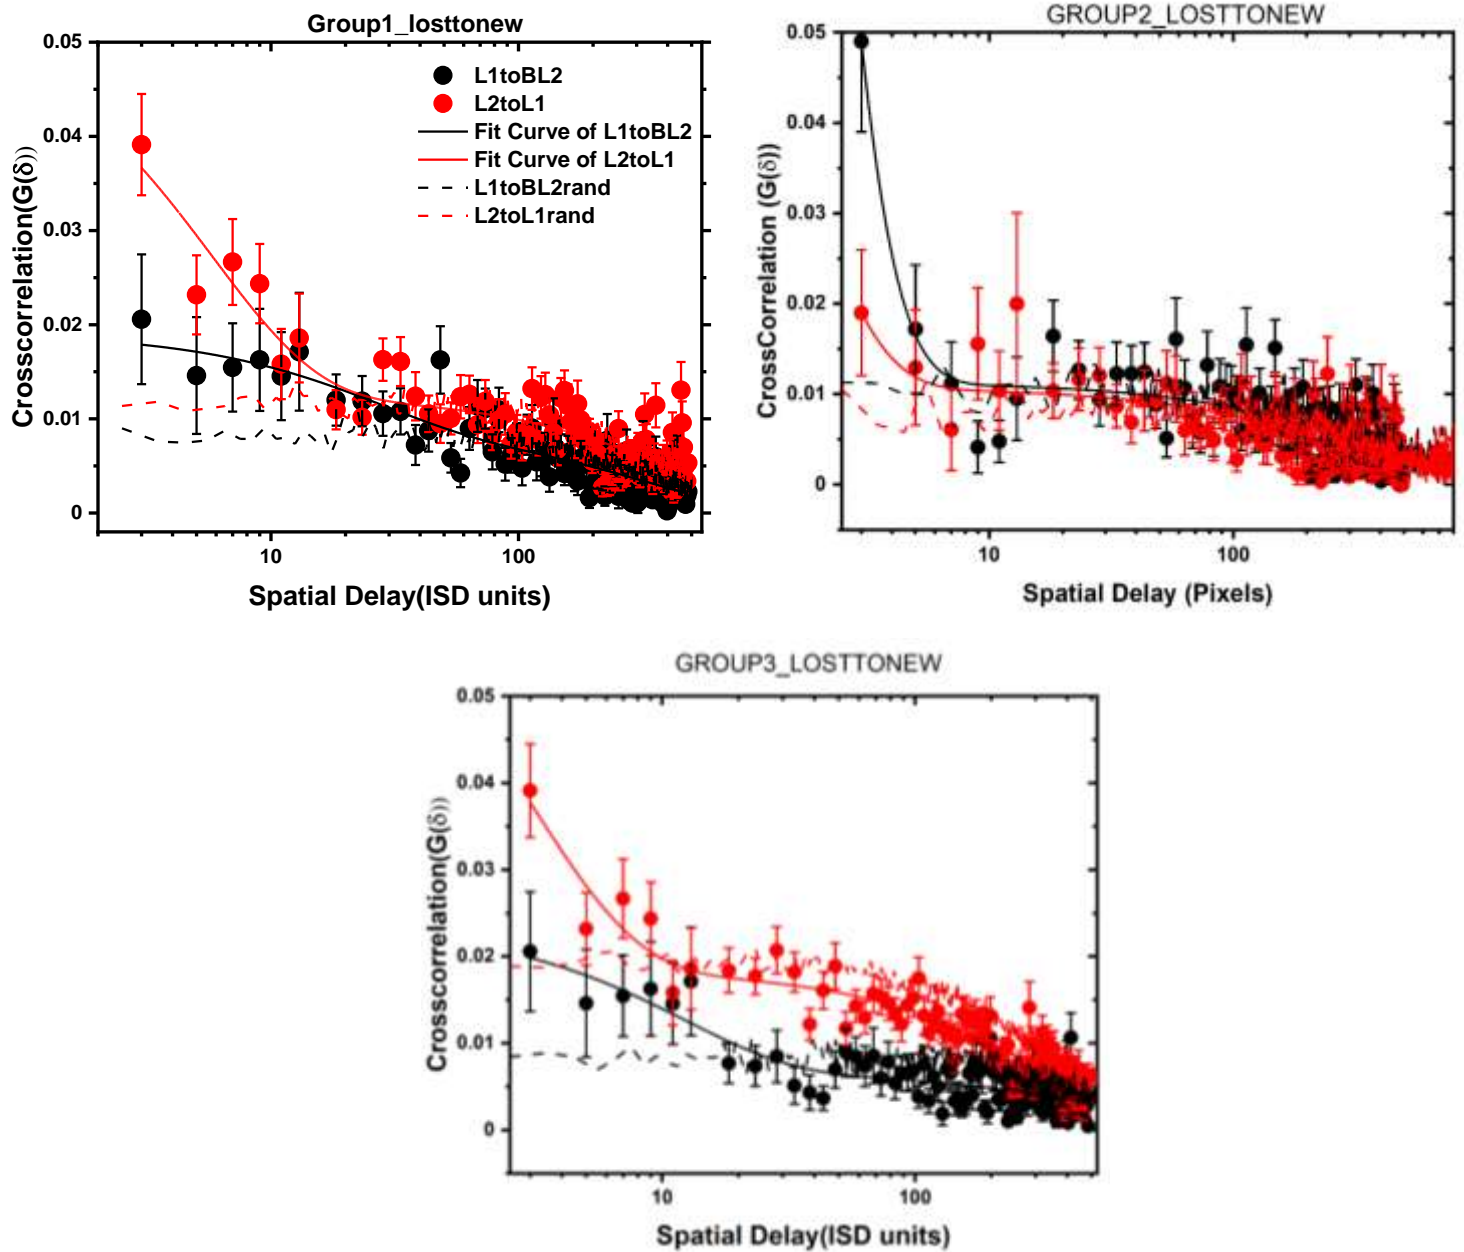 Group1_losttonew
0.05
0.04
0.03
0.02
0.01
0
10
100
Crosscorrelation(G(δ))
Spatial Delay(ISD units)
L1toBL2
L2toL1
Fit Curve of L1toBL2
Fit Curve of L2toL1
L1toBL2rand
L2toL1rand
GROUP2_LOSTTONEW
0.05
0.04
0.03
0.02
0.01
0
10
100
CrossCorrelation (G(δ))
Spatial Delay (Pixels)
GROUP3_LOSTTONEW
0.05
0.04
0.03
0.02
0.01
0
10
100
Crosscorrelation(G(δ))
Spatial Delay(ISD units)